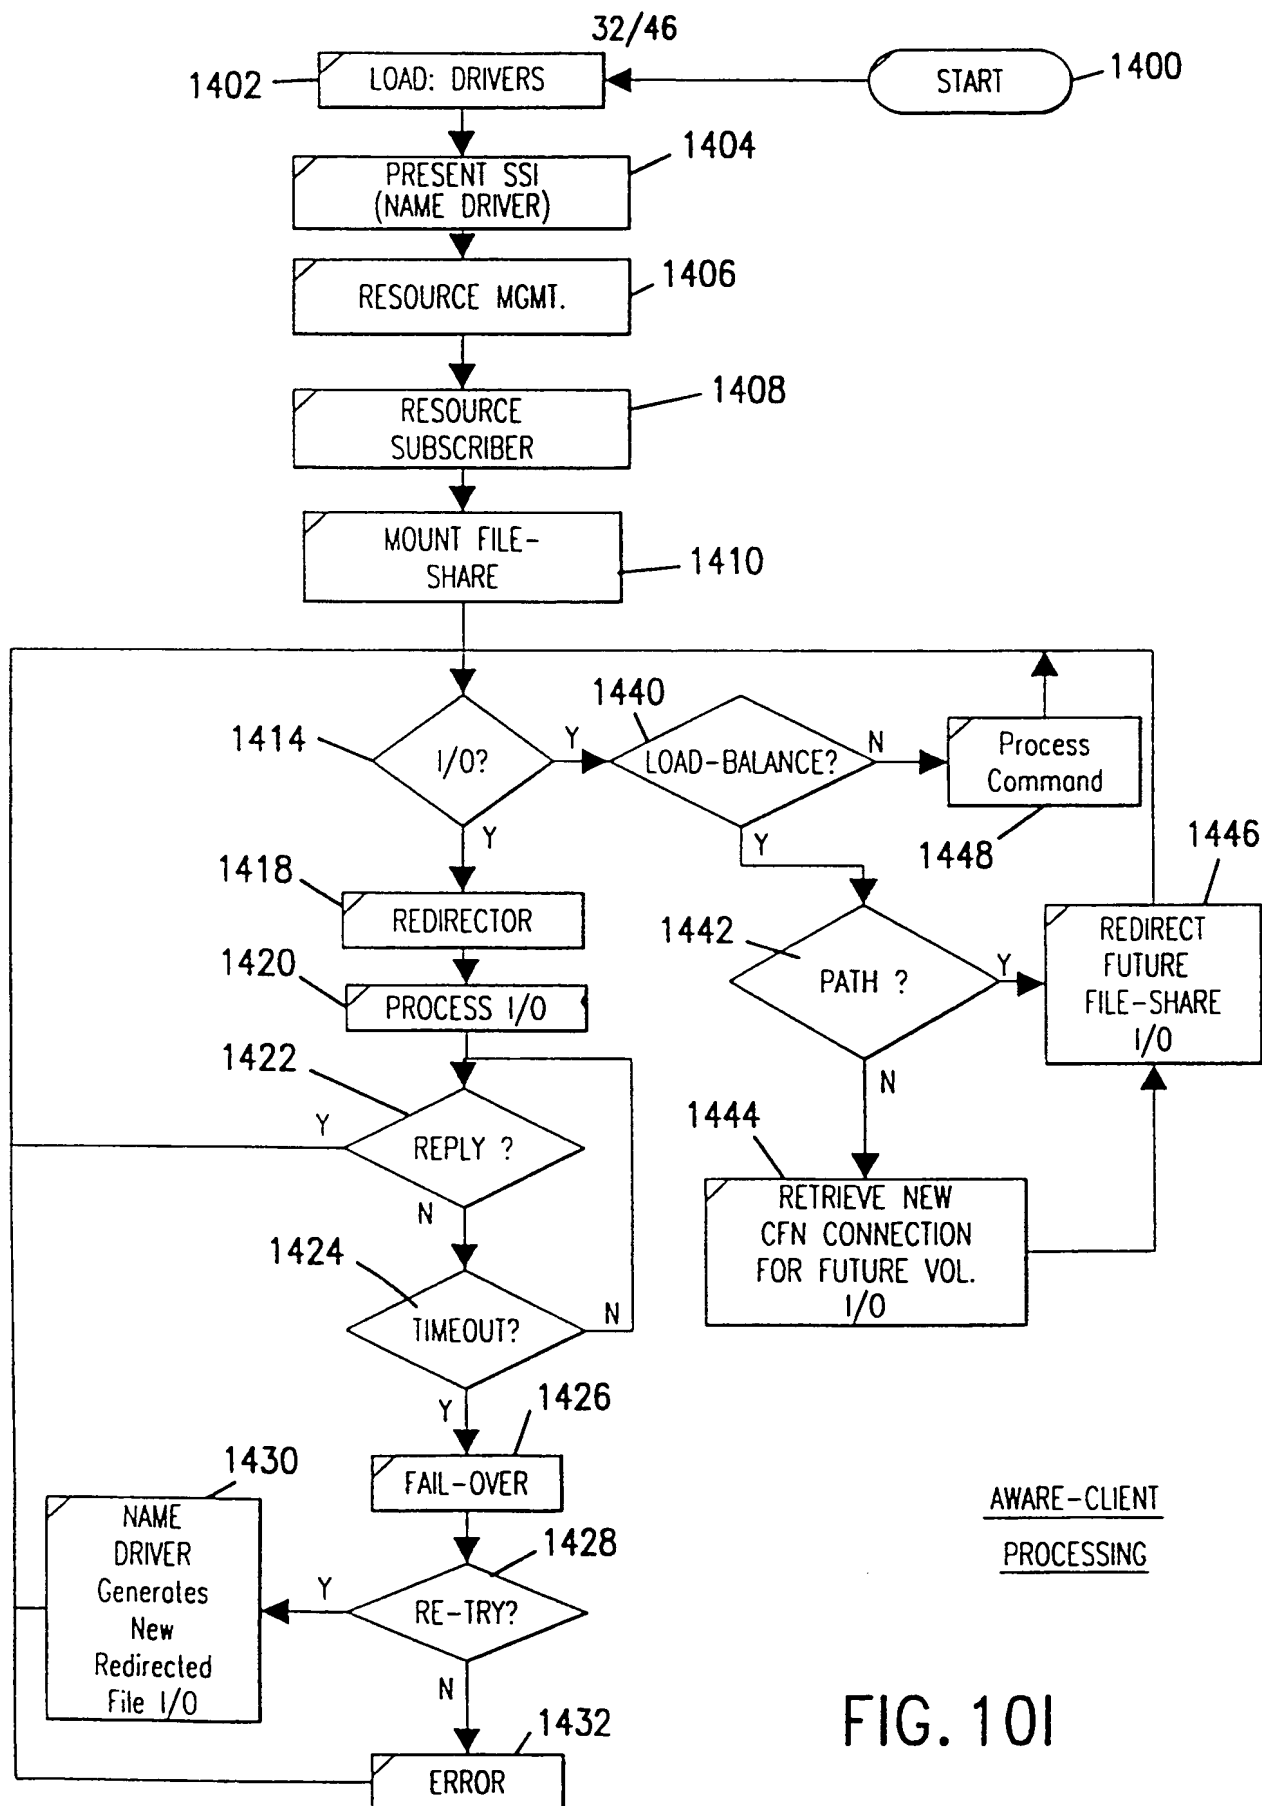 32/46
1402
LOAD: DRIVERS
START
1400
1404
PRESENT SSI
(NAME DRIVER)
1406
RESOURCE MGMT.
1408
RESOURCE
SUBSCRIBER
MOUNT FILE-
SHARE
1410
1414
I/O?
Y
1440
LOAD-BALANCE?
N
Process
Command
1448
Y
Y
1446
REDIRECT
FUTURE
FILE-SHARE
I/O
1418
REDIRECTOR
1442
PATH ?
Y
N
1420
PROCESS I/O
1422
Y
REPLY ?
N
1444
RETRIEVE NEW
CFN CONNECTION
FOR FUTURE VOL.
I/O
1424
TIMEOUT?
N
Y
1426
FAIL-OVER
1430
NAME
DRIVER
Generates
New
Redirected
File I/O
Y
1428
RE-TRY?
N
1432
ERROR
AWARE-CLIENT
PROCESSING
FIG. 10I